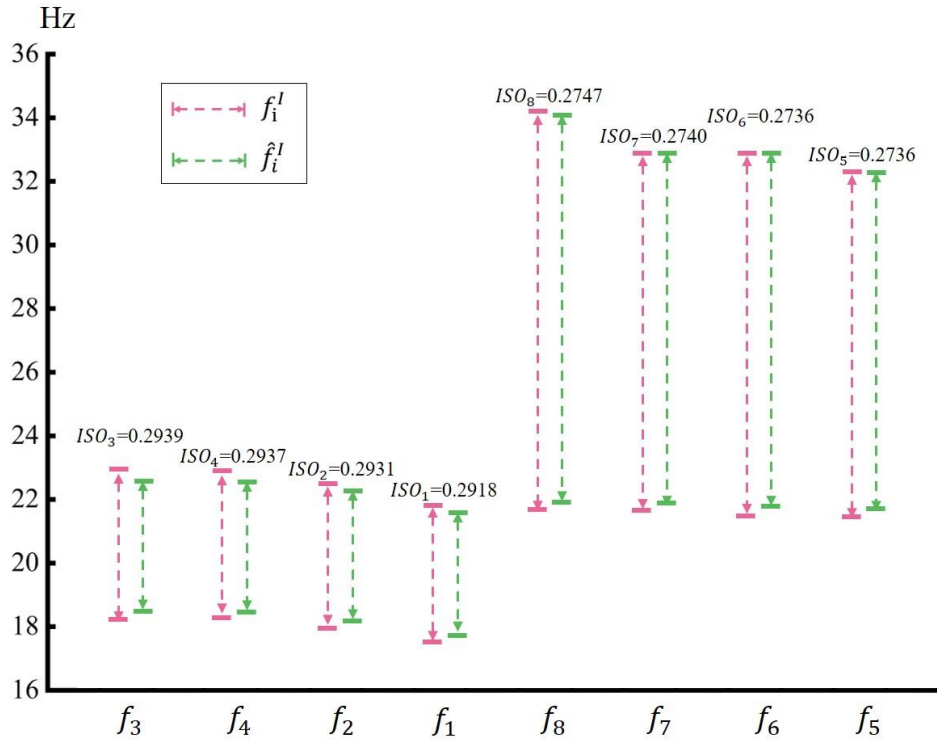 Hz
36
34
32
30
28
26
24
22
20
18
16
f_i^I
f̂_i^I
ISO₃=0.2939
ISO₄=0.2937
ISO₂=0.2931
ISO₁=0.2918
ISO₈=0.2747
ISO₇=0.2740
ISO₆=0.2736
ISO₅=0.2736
f₃ f₄ f₂ f₁ f₈ f₇ f₆ f₅